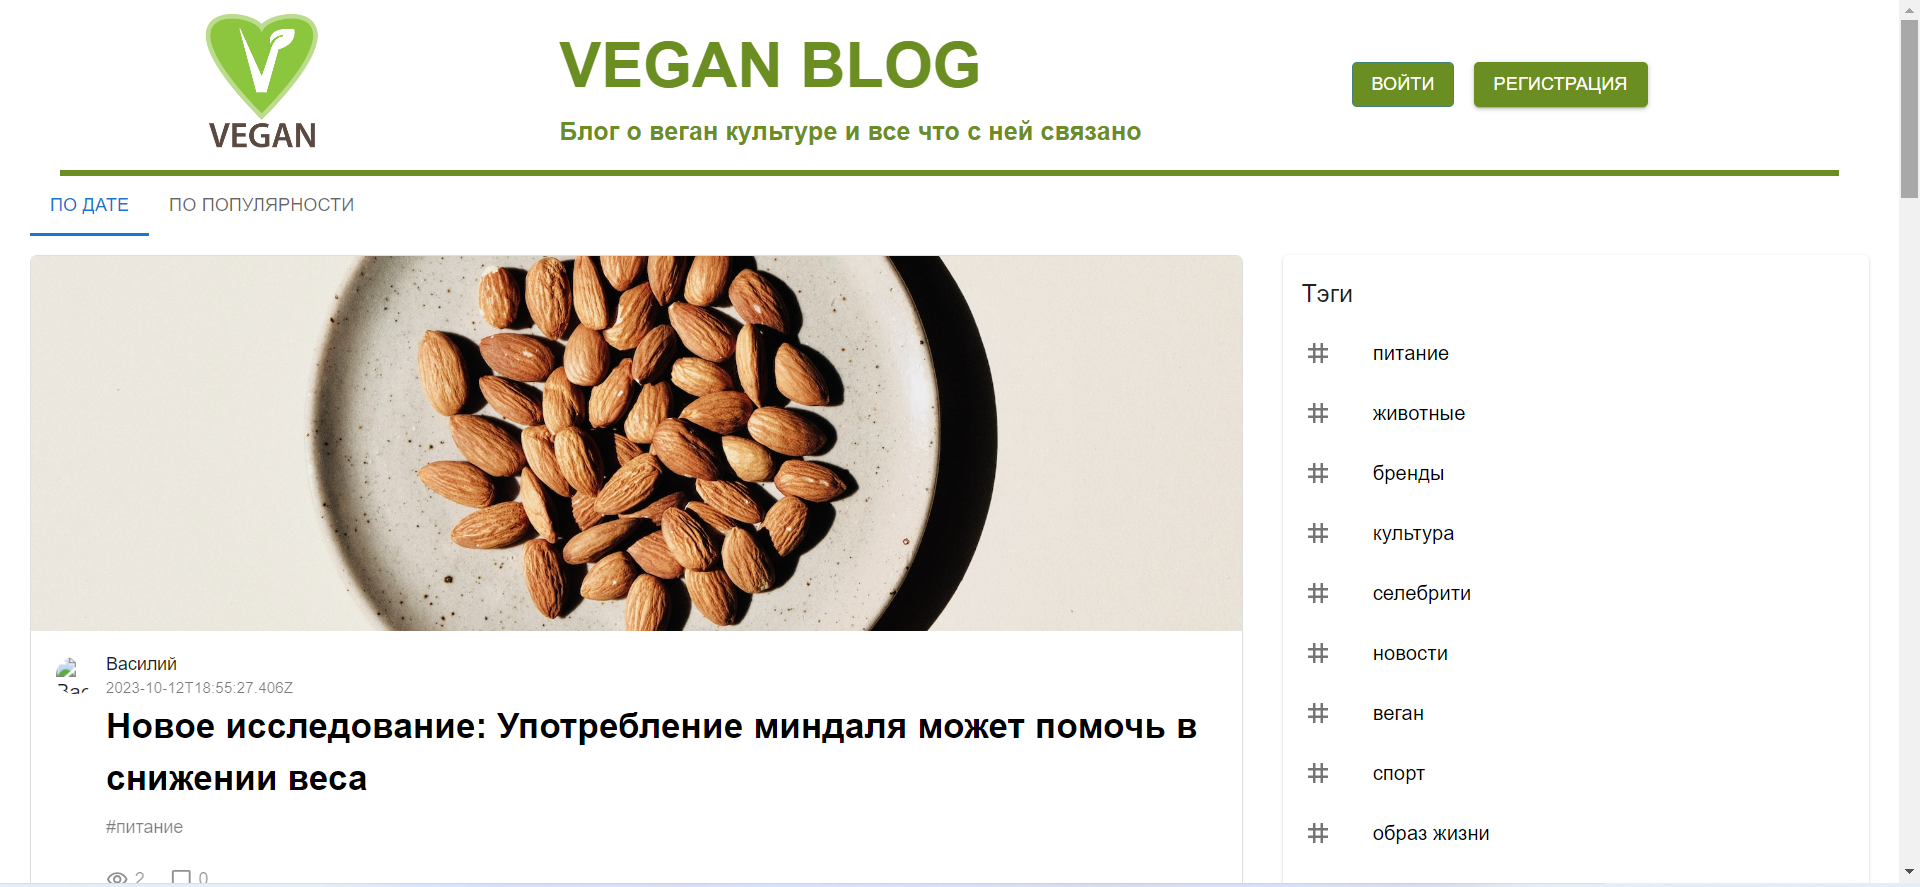 VEGAN
VEGAN BLOG
Блог о веган культуре и все что с ней связано
ВОЙТИ
РЕГИСТРАЦИЯ
ПО ДАТЕ
ПО ПОПУЛЯРНОСТИ
Василий
2023-10-12T18:55:27.406Z
Новое исследование: Употребление миндаля может помочь в
снижении веса
#питание
2
0
Тэги
# питание
# животные
# бренды
# культура
# селебрити
# новости
# веган
# спорт
# образ жизни